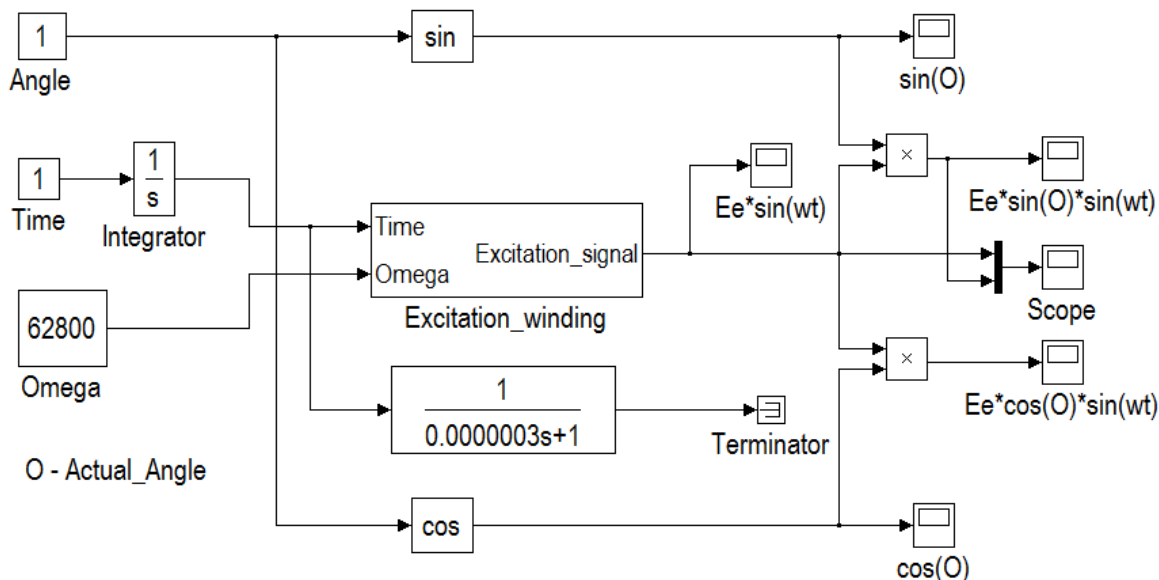 1
Angle
sin
sin(O)
1
Time
1
s
Integrator
Time
Omega
Excitation_signal
Excitation_winding
Ee*sin(wt)
×
Ee*sin(O)*sin(wt)
Scope
62800
Omega
1
0.0000003s+1
Terminator
×
Ee*cos(O)*sin(wt)
O - Actual_Angle
cos
cos(O)